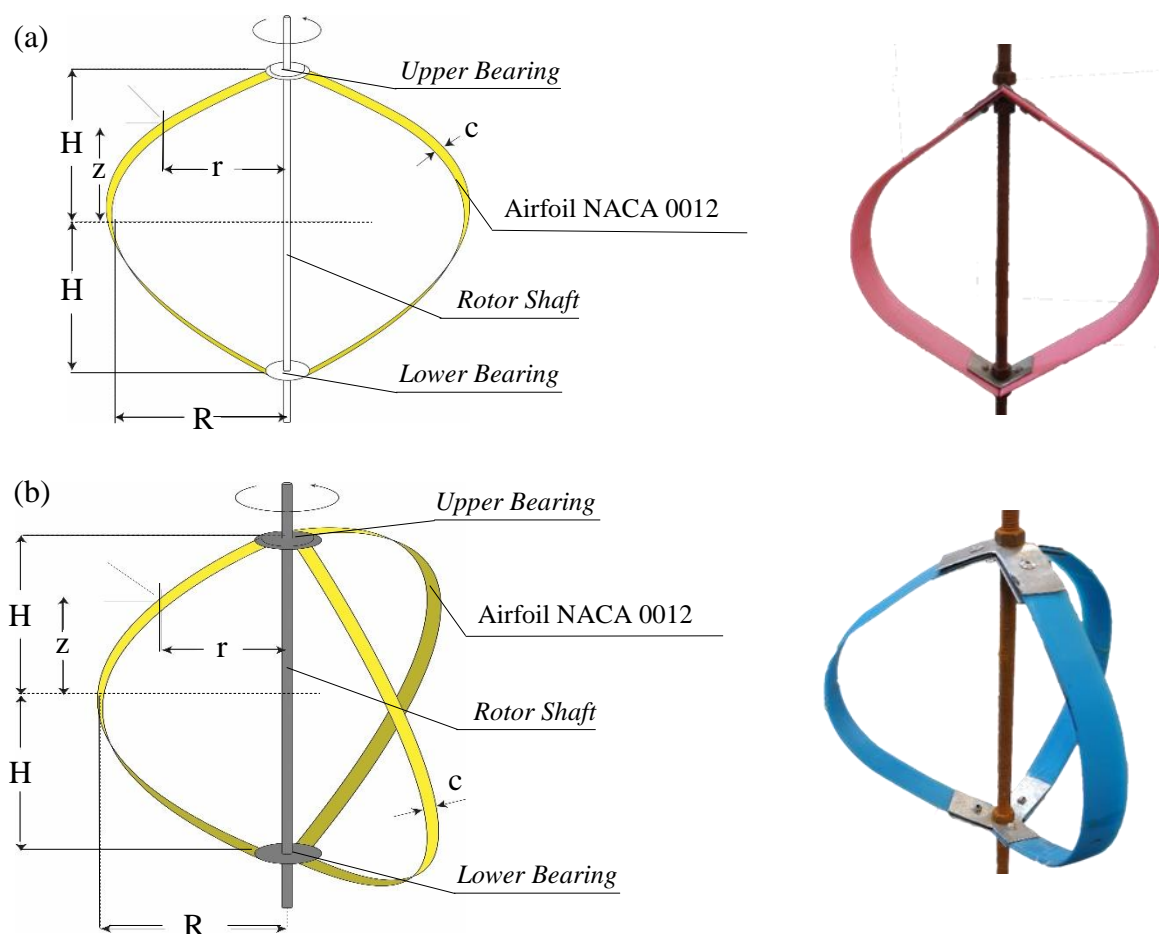 (a)
Upper Bearing
H
c
z
r
Airfoil NACA 0012
H
Rotor Shaft
Lower Bearing
R
(b)
Upper Bearing
H
Airfoil NACA 0012
z
r
Rotor Shaft
H
c
Lower Bearing
R